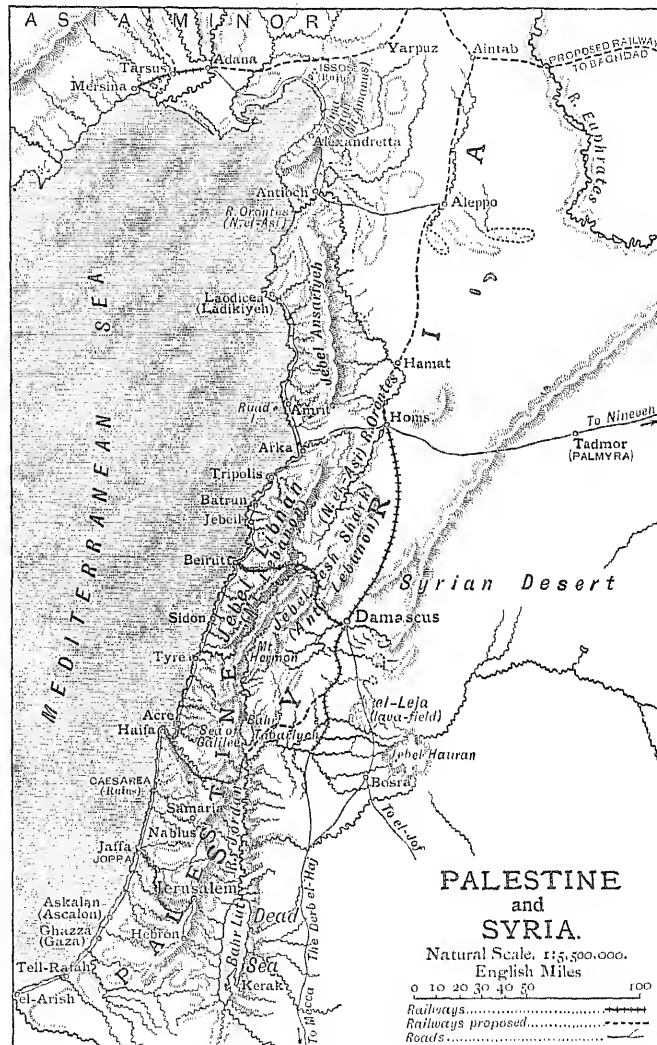 ASIA MINOR
Adana
Tarsus
Mersina
Yarpuz
Aintab
PROPOSED RAILWAY
TO BAGHDAD
ISSOS
R. Euphrates
Alexandretta
Antioch
Aleppo
R. Orontes
(N. el-Asi)
Laodicea
(Ladikiyeh)
Jebel Ansariyeh
SYRIA
Hamat
Ruad
Amrit
Homs
To Nineveh
Tadmor
(PALMYRA)
Arka
(N. el-Asi) R. Orontes
Tripolis
Batrun
Jebeil
Jebel Libnan
(Lebanon)
Jebel esh Sherki
(Anti Lebanon)
Beirut
MEDITERRANEAN SEA
Syrian Desert
Sidon
Damascus
Mt.
Hermon
Tyre
el-Leja
(lava-field)
Acre
Haifa
Sea of
Galilee
Bahr
Tabariyeh
Jebel Hauran
CAESAREA
(Ruins)
Bosra
Samaria
Nablus
To el-Jof
R. Jordan
PALESTINE
Jaffa
JOPPA
Jerusalem
Askalan
(Ascalon)
Ghazza
(Gaza)
Hebron
Bahr Lut
Dead
Sea
Tell-Rafah
el-Arish
Kerak
To Mecca
The Darb el-Haj
PALESTINE
and
SYRIA.
Natural Scale, 1:5,500,000.
English Miles
0 10 20 30 40 50 100
Railways
Railways proposed
Roads